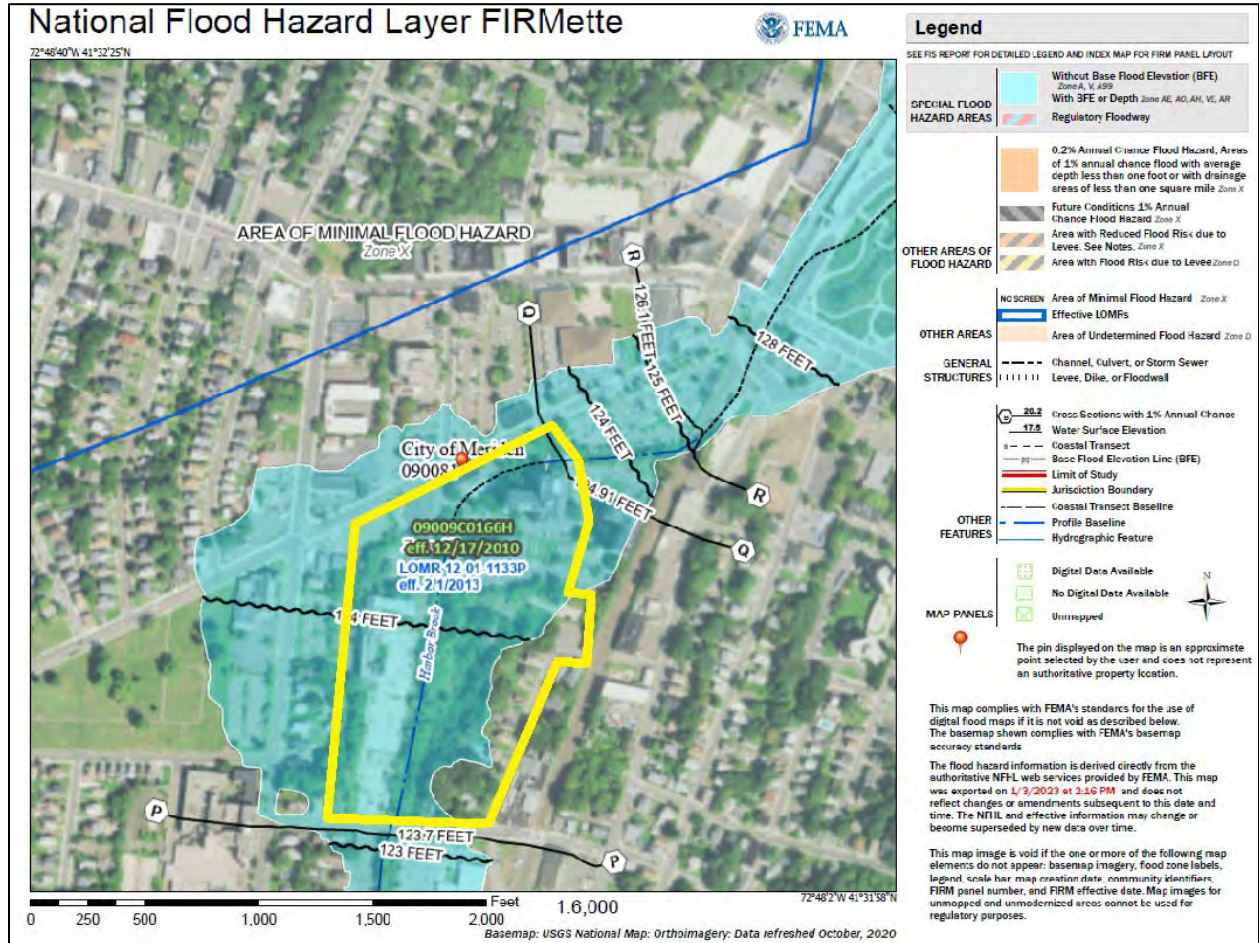 National Flood Hazard Layer FIRMette
FEMA
72°48'40"W 41°32'25"N
AREA OF MINIMAL FLOOD HAZARD
Zone X
Q
R
126.1 FEET
125 FEET
128 FEET
124 FEET
City of Meriden
090081
124.91 FEET
R
Q
09009C0166H
eff. 12/17/2010
LOMR 12-01-1133P
eff. 2/1/2013
124 FEET
Harbor Brook
P
123.7 FEET
123 FEET
P
72°48'2"W 41°31'58"N
0 250 500 1,000 1,500 2,000 Feet
1:6,000
Basemap: USGS National Map: Orthoimagery: Data refreshed October, 2020
Legend
SEE FIS REPORT FOR DETAILED LEGEND AND INDEX MAP FOR FIRM PANEL LAYOUT
SPECIAL FLOOD
HAZARD AREAS
Without Base Flood Elevation (BFE)
Zone A, V, A99
With BFE or Depth Zone AE, AO, AH, VE, AR
Regulatory Floodway
0.2% Annual Chance Flood Hazard, Areas
of 1% annual chance flood with average
depth less than one foot or with drainage
areas of less than one square mile Zone X
Future Conditions 1% Annual
Chance Flood Hazard Zone X
Area with Reduced Flood Risk due to
Levee. See Notes. Zone X
Area with Flood Risk due to Levee Zone D
OTHER AREAS OF
FLOOD HAZARD
NO SCREEN Area of Minimal Flood Hazard Zone X
Effective LOMRs
Area of Undetermined Flood Hazard Zone D
OTHER AREAS
GENERAL
STRUCTURES
Channel, Culvert, or Storm Sewer
Levee, Dike, or Floodwall
B 20.2 Cross Sections with 1% Annual Chance
17.5 Water Surface Elevation
8 Coastal Transect
513 Base Flood Elevation Line (BFE)
Limit of Study
Jurisdiction Boundary
Coastal Transect Baseline
Profile Baseline
Hydrographic Feature
OTHER
FEATURES
Digital Data Available
No Digital Data Available
Unmapped
MAP PANELS
N
The pin displayed on the map is an approximate
point selected by the user and does not represent
an authoritative property location.
This map complies with FEMA's standards for the use of
digital flood maps if it is not void as described below.
The basemap shown complies with FEMA's basemap
accuracy standards
The flood hazard information is derived directly from the
authoritative NFHL web services provided by FEMA. This map
was exported on 1/3/2023 at 2:16 PM and does not
reflect changes or amendments subsequent to this date and
time. The NFHL and effective information may change or
become superseded by new data over time.
This map image is void if the one or more of the following map
elements do not appear: basemap imagery, flood zone labels,
legend, scale bar, map creation date, community identifiers,
FIRM panel number, and FIRM effective date. Map images for
unmapped and unmodernized areas cannot be used for
regulatory purposes.